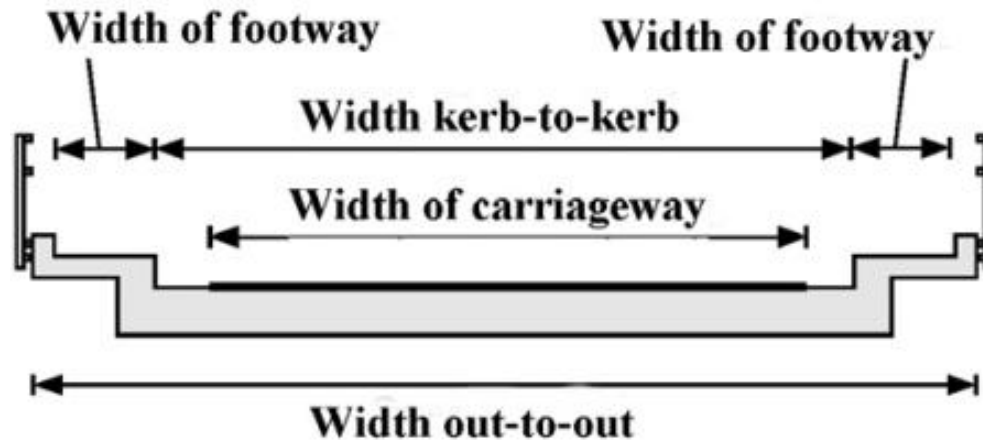 Width of footway
Width of footway
Width kerb-to-kerb
Width of carriageway
Width out-to-out